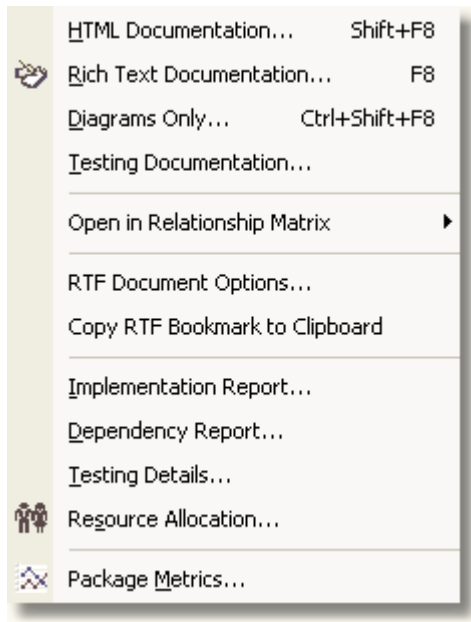 HTML Documentation... Shift+F8
Rich Text Documentation... F8
Diagrams Only... Ctrl+Shift+F8
Testing Documentation...
Open in Relationship Matrix
RTF Document Options...
Copy RTF Bookmark to Clipboard
Implementation Report...
Dependency Report...
Testing Details...
Resource Allocation...
Package Metrics...